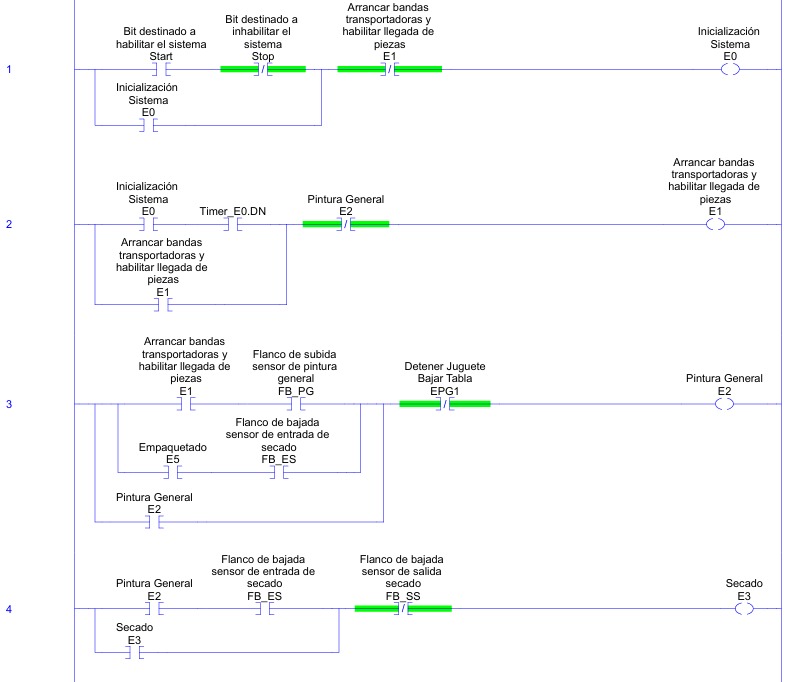 Bit destinado a
habilitar el sistema
Start
Bit destinado a
inhabilitar el
sistema
Stop
Arrancar bandas
transportadoras y
habilitar llegada de
piezas
E1
Inicialización
Sistema
E0
1
Inicialización
Sistema
E0
Inicialización
Sistema
E0
Timer_E0.DN
Pintura General
E2
Arrancar bandas
transportadoras y
habilitar llegada de
piezas
E1
2
Arrancar bandas
transportadoras y
habilitar llegada de
piezas
E1
Arrancar bandas
transportadoras y
habilitar llegada de
piezas
E1
Flanco de subida
sensor de pintura
general
FB_PG
Detener Juguete
Bajar Tabla
EPG1
Pintura General
E2
3
Empaquetado
E5
Flanco de bajada
sensor de entrada de
secado
FB_ES
Pintura General
E2
Pintura General
E2
Flanco de bajada
sensor de entrada de
secado
FB_ES
Flanco de bajada
sensor de salida
secado
FB_SS
Secado
E3
4
Secado
E3